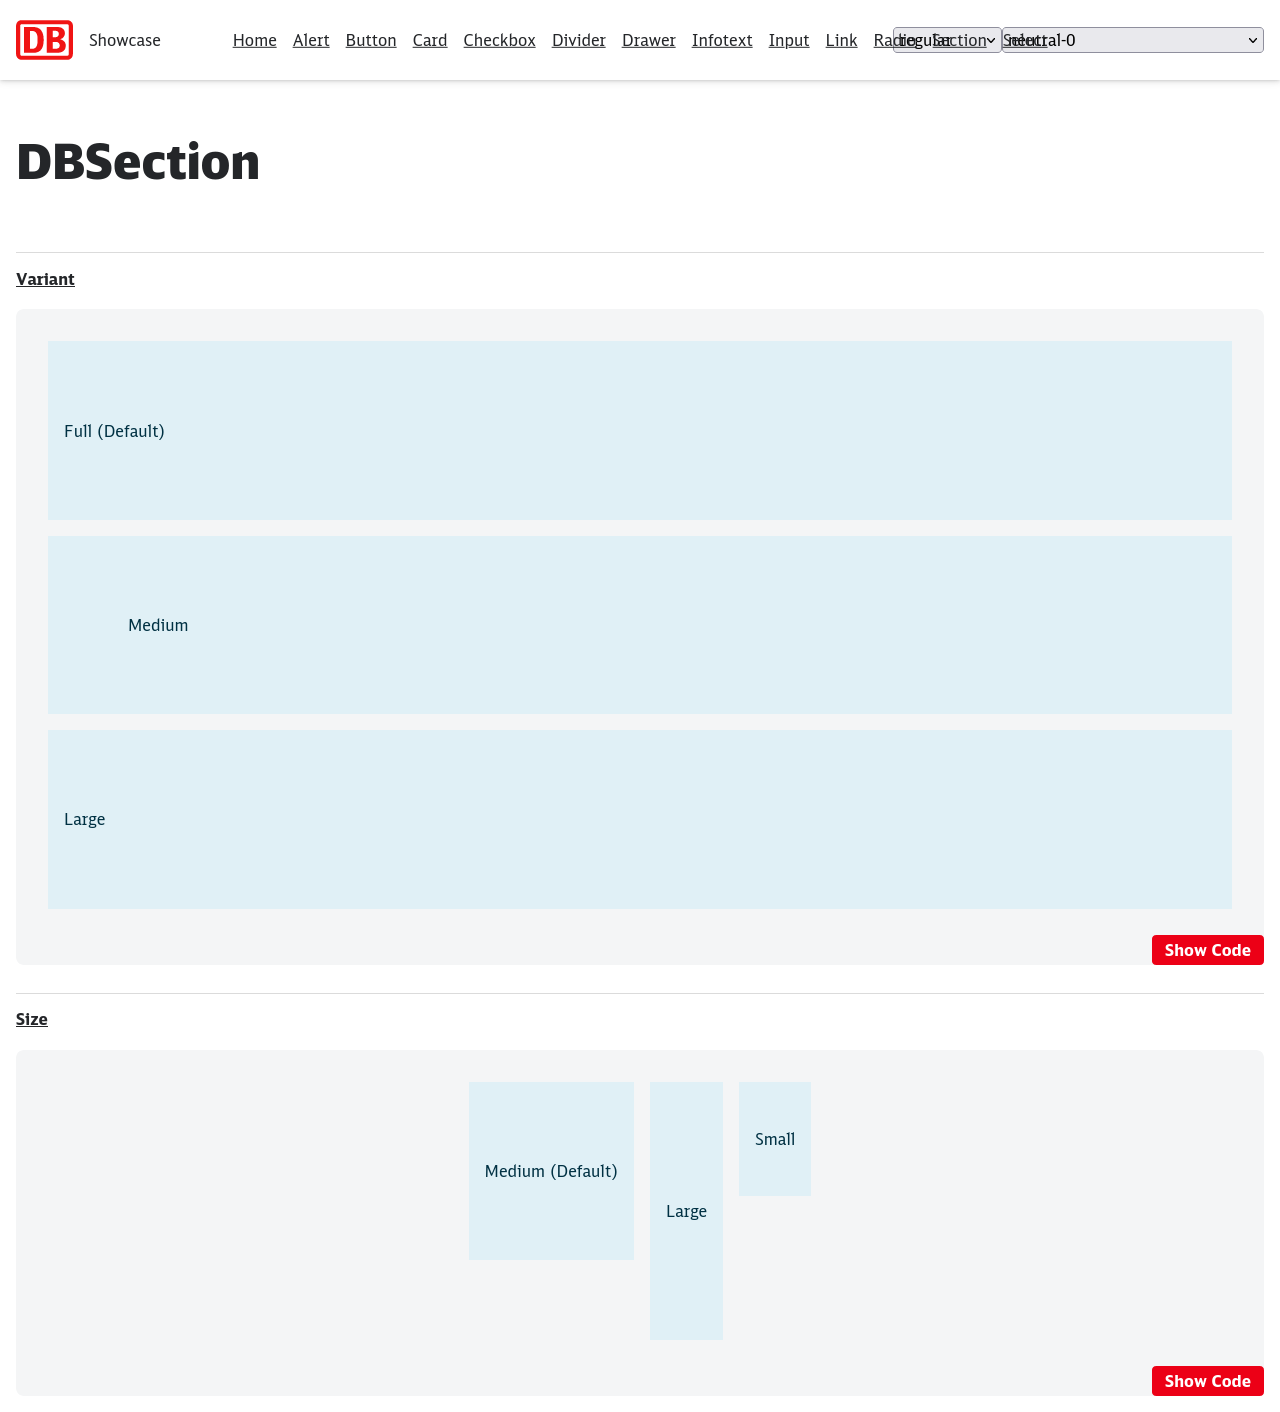 DB Showcase Home Alert Button Card Checkbox Divider Drawer Infotext Input Link Radio Section Select regular neutral-0
DBSection
Variant
Full (Default)
Medium
Large
Show Code
Size
Medium (Default)
Large
Small
Show Code